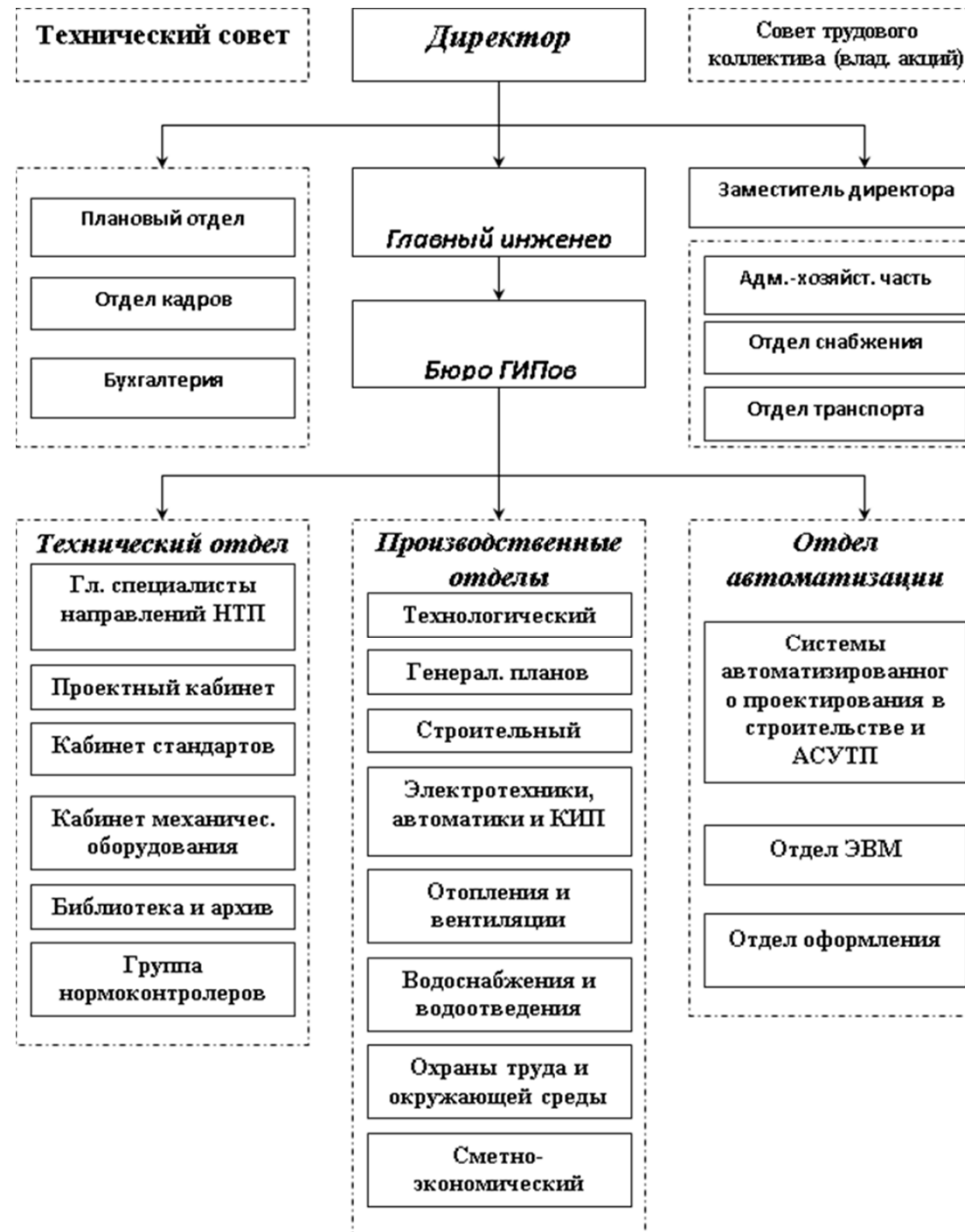 Технический совет
Директор
Совет трудового
коллектива (влад. акций)
Плановый отдел
Отдел кадров
Бухгалтерия
Главный инженер
Бюро ГИПов
Заместитель директора
Адм.-хозяйст. часть
Отдел снабжения
Отдел транспорта
Технический отдел
Гл. специалисты
направлений НТП
Проектный кабинет
Кабинет стандартов
Кабинет механичес.
оборудования
Библиотека и архив
Группа
нормоконтролеров
Производственные
отделы
Технологический
Генерал. планов
Строительный
Электротехники,
автоматики и КИП
Отопления и
вентиляции
Водоснабжения и
водоотведения
Охраны труда и
окружающей среды
Сметно-
экономический
Отдел
автоматизации
Системы
автоматизированног
о проектирования в
строительстве и
АСУТП
Отдел ЭВМ
Отдел оформления